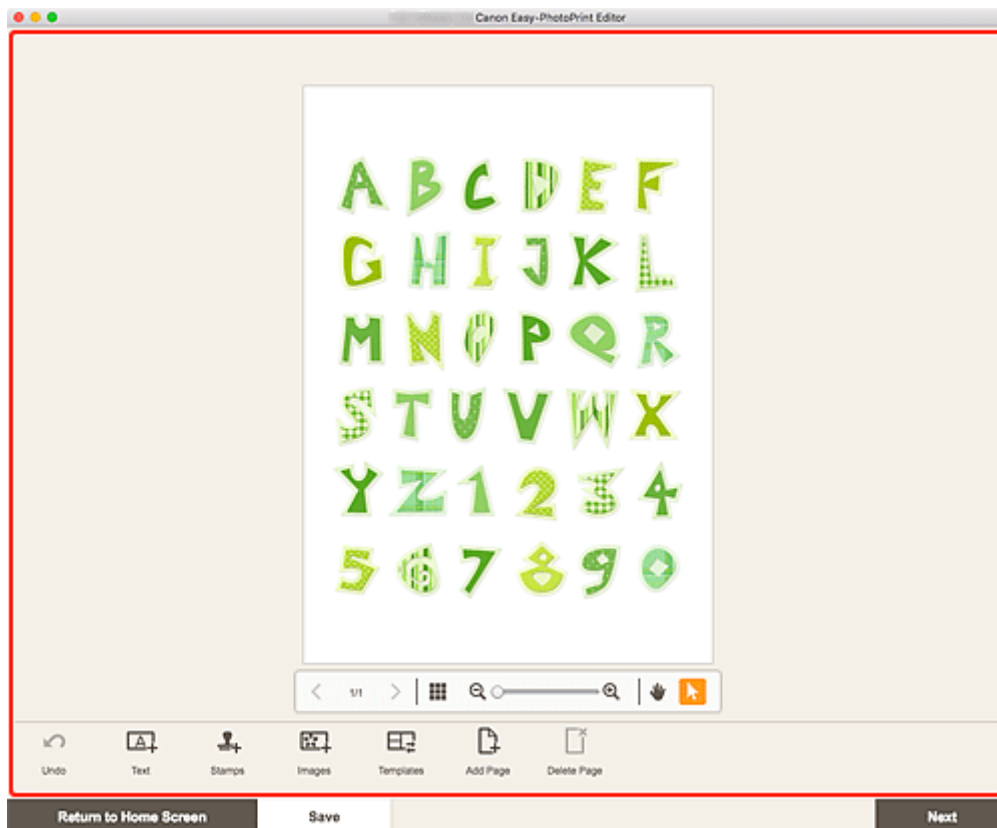 Canon Easy-PhotoPrint Editor
A B C D E F
G H I J K L
M N O P Q R
S T U V W X
Y Z 1 2 3 4
5 6 7 8 9 0
1/1
Undo Text Stamps Images Templates Add Page Delete Page
Return to Home Screen Save Next